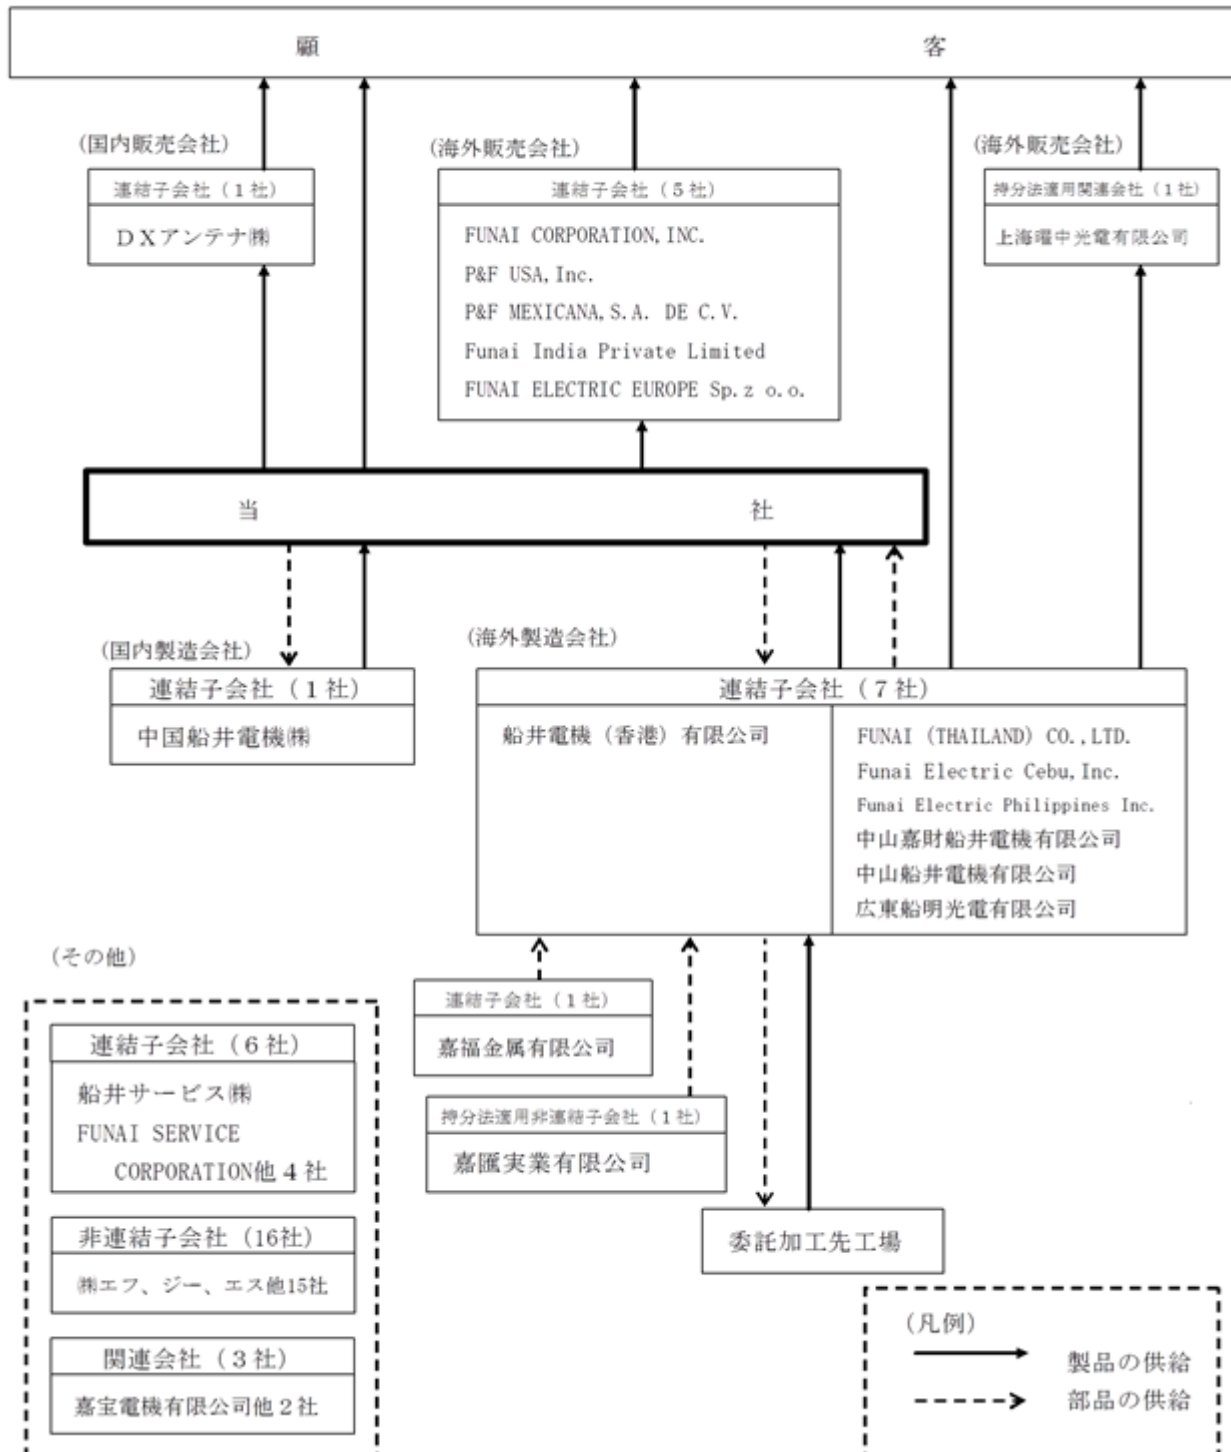 顧 客
(国内販売会社)
連結子会社(1社)
DXアンテナ㈱
(海外販売会社)
連結子会社(5社)
FUNAI CORPORATION,INC.
P&F USA,Inc.
P&F MEXICANA,S.A. DE C.V.
Funai India Private Limited
FUNAI ELECTRIC EUROPE Sp.z o.o.
(海外販売会社)
持分法適用関連会社(1社)
上海曜中光電有限公司
当 社
(国内製造会社)
連結子会社(1社)
中国船井電機㈱
(海外製造会社)
連結子会社(7社)
船井電機(香港)有限公司
FUNAI (THAILAND) CO.,LTD.
Funai Electric Cebu,Inc.
Funai Electric Philippines Inc.
中山嘉財船井電機有限公司
中山船井電機有限公司
広東船明光電有限公司
連結子会社(1社)
嘉福金属有限公司
持分法適用非連結子会社(1社)
嘉匯実業有限公司
委託加工先工場
(その他)
連結子会社(6社)
船井サービス㈱
FUNAI SERVICE
CORPORATION他4社
非連結子会社(16社)
㈱エフ、ジー、エス他15社
関連会社(3社)
嘉宝電機有限公司他2社
(凡例)
製品の供給
部品の供給